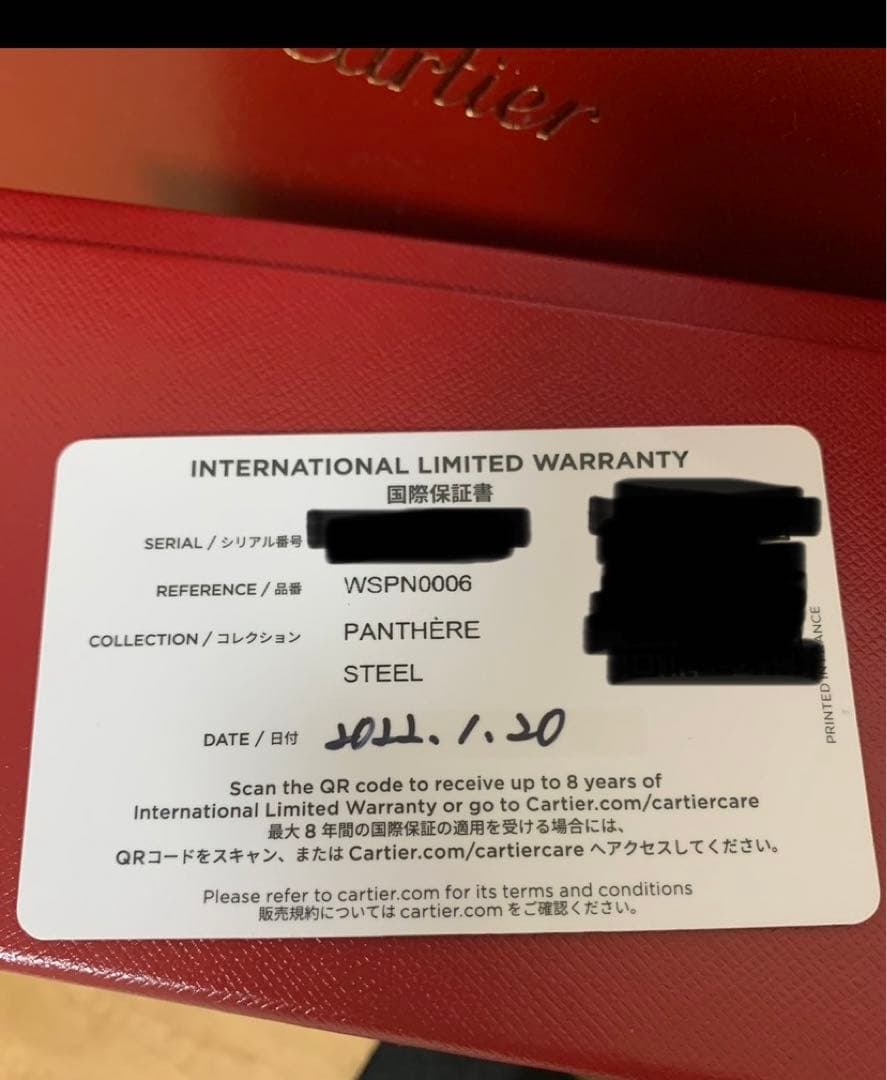 Cartier
INTERNATIONAL LIMITED WARRANTY
国際保証書
SERIAL / シリアル番号
REFERENCE / 品番 WSPN0006
COLLECTION / コレクション PANTHÈRE
STEEL
DATE / 日付 2022.1.20
PRINTED IN FRANCE
Scan the QR code to receive up to 8 years of
International Limited Warranty or go to Cartier.com/cartiercare
最大 8 年間の国際保証の適用を受ける場合には、
QRコードをスキャン、または Cartier.com/cartiercare へアクセスしてください。
Please refer to cartier.com for its terms and conditions
販売規約については cartier.com をご確認ください。